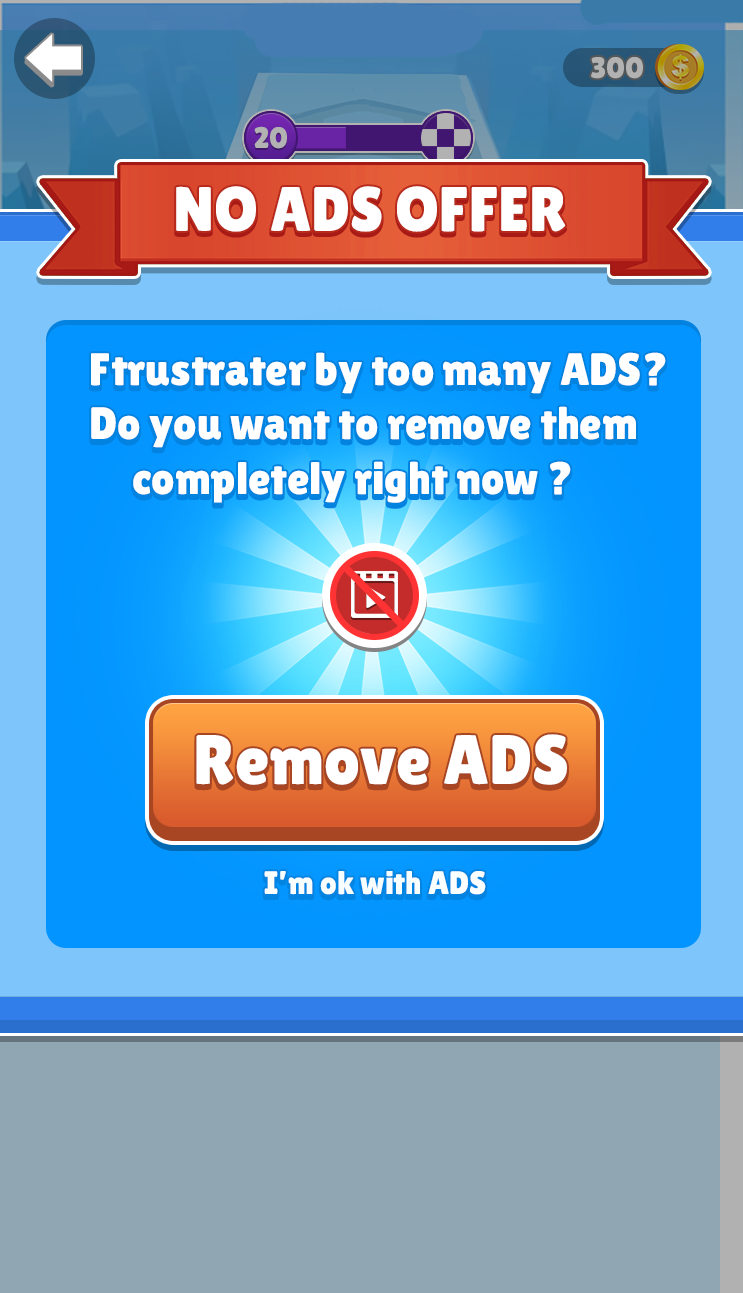 300
20
NO ADS OFFER
Ftrustrater by too many ADS?
Do you want to remove them
completely right now ?
Remove ADS
I'm ok with ADS